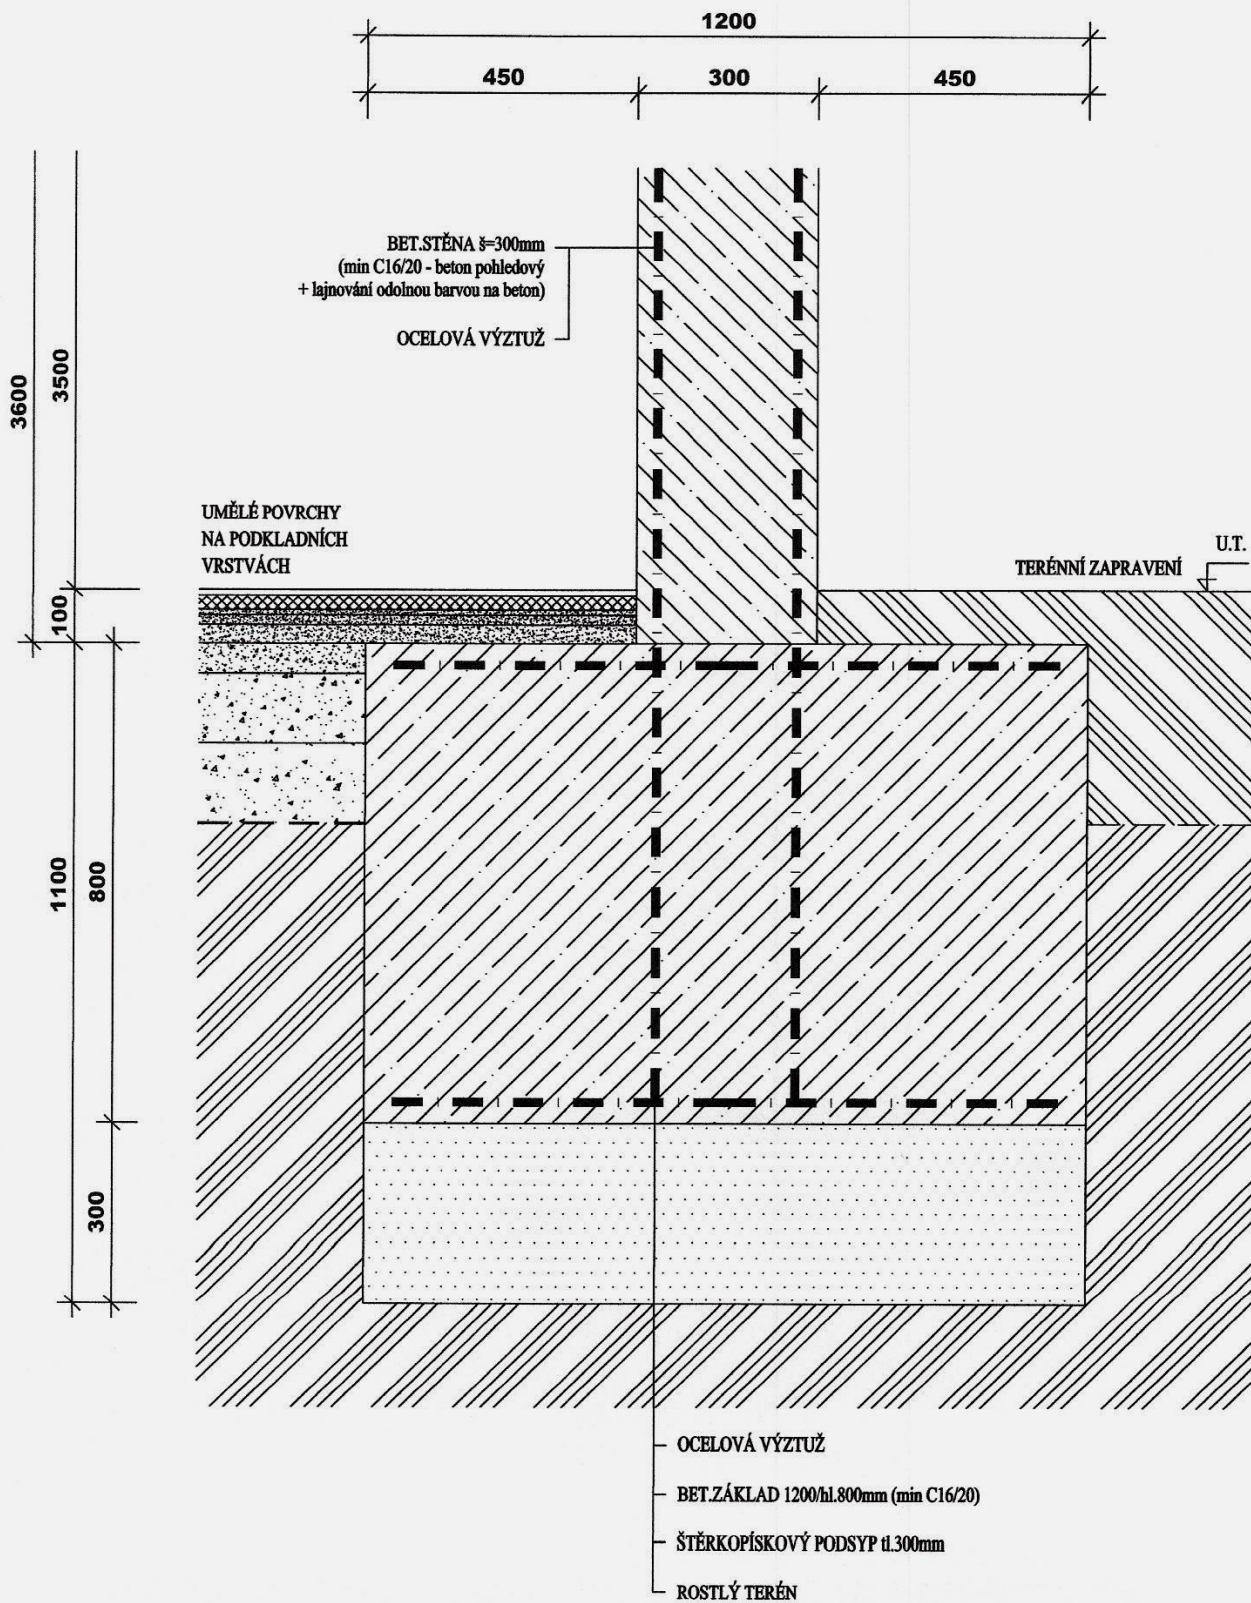 1200
450
300
450
BET.STĚNA š=300mm
(min C16/20 - beton pohledový
+ lajnování odolnou barvou na beton)
OCELOVÁ VÝZTUŽ
3600
3500
UMĚLÉ POVRCHY
NA PODKLADNÍCH
VRSTVÁCH
U.T.
TERÉNNÍ ZAPRAVENÍ
100
1100
800
300
OCELOVÁ VÝZTUŽ
BET.ZÁKLAD 1200/hl.800mm (min C16/20)
ŠTĚRKOPÍSKOVÝ PODSYP tl.300mm
ROSTLÝ TERÉN